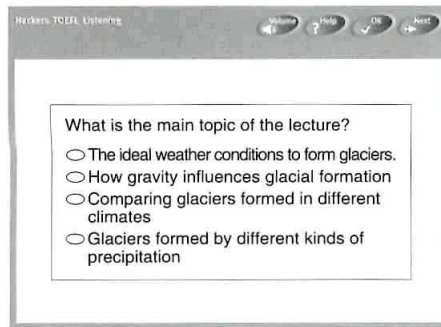 Hackers TOEFL Listening
Volume
Help
OK
Next
What is the main topic of the lecture?
The ideal weather conditions to form glaciers.
How gravity influences glacial formation
Comparing glaciers formed in different
climates
Glaciers formed by different kinds of
precipitation